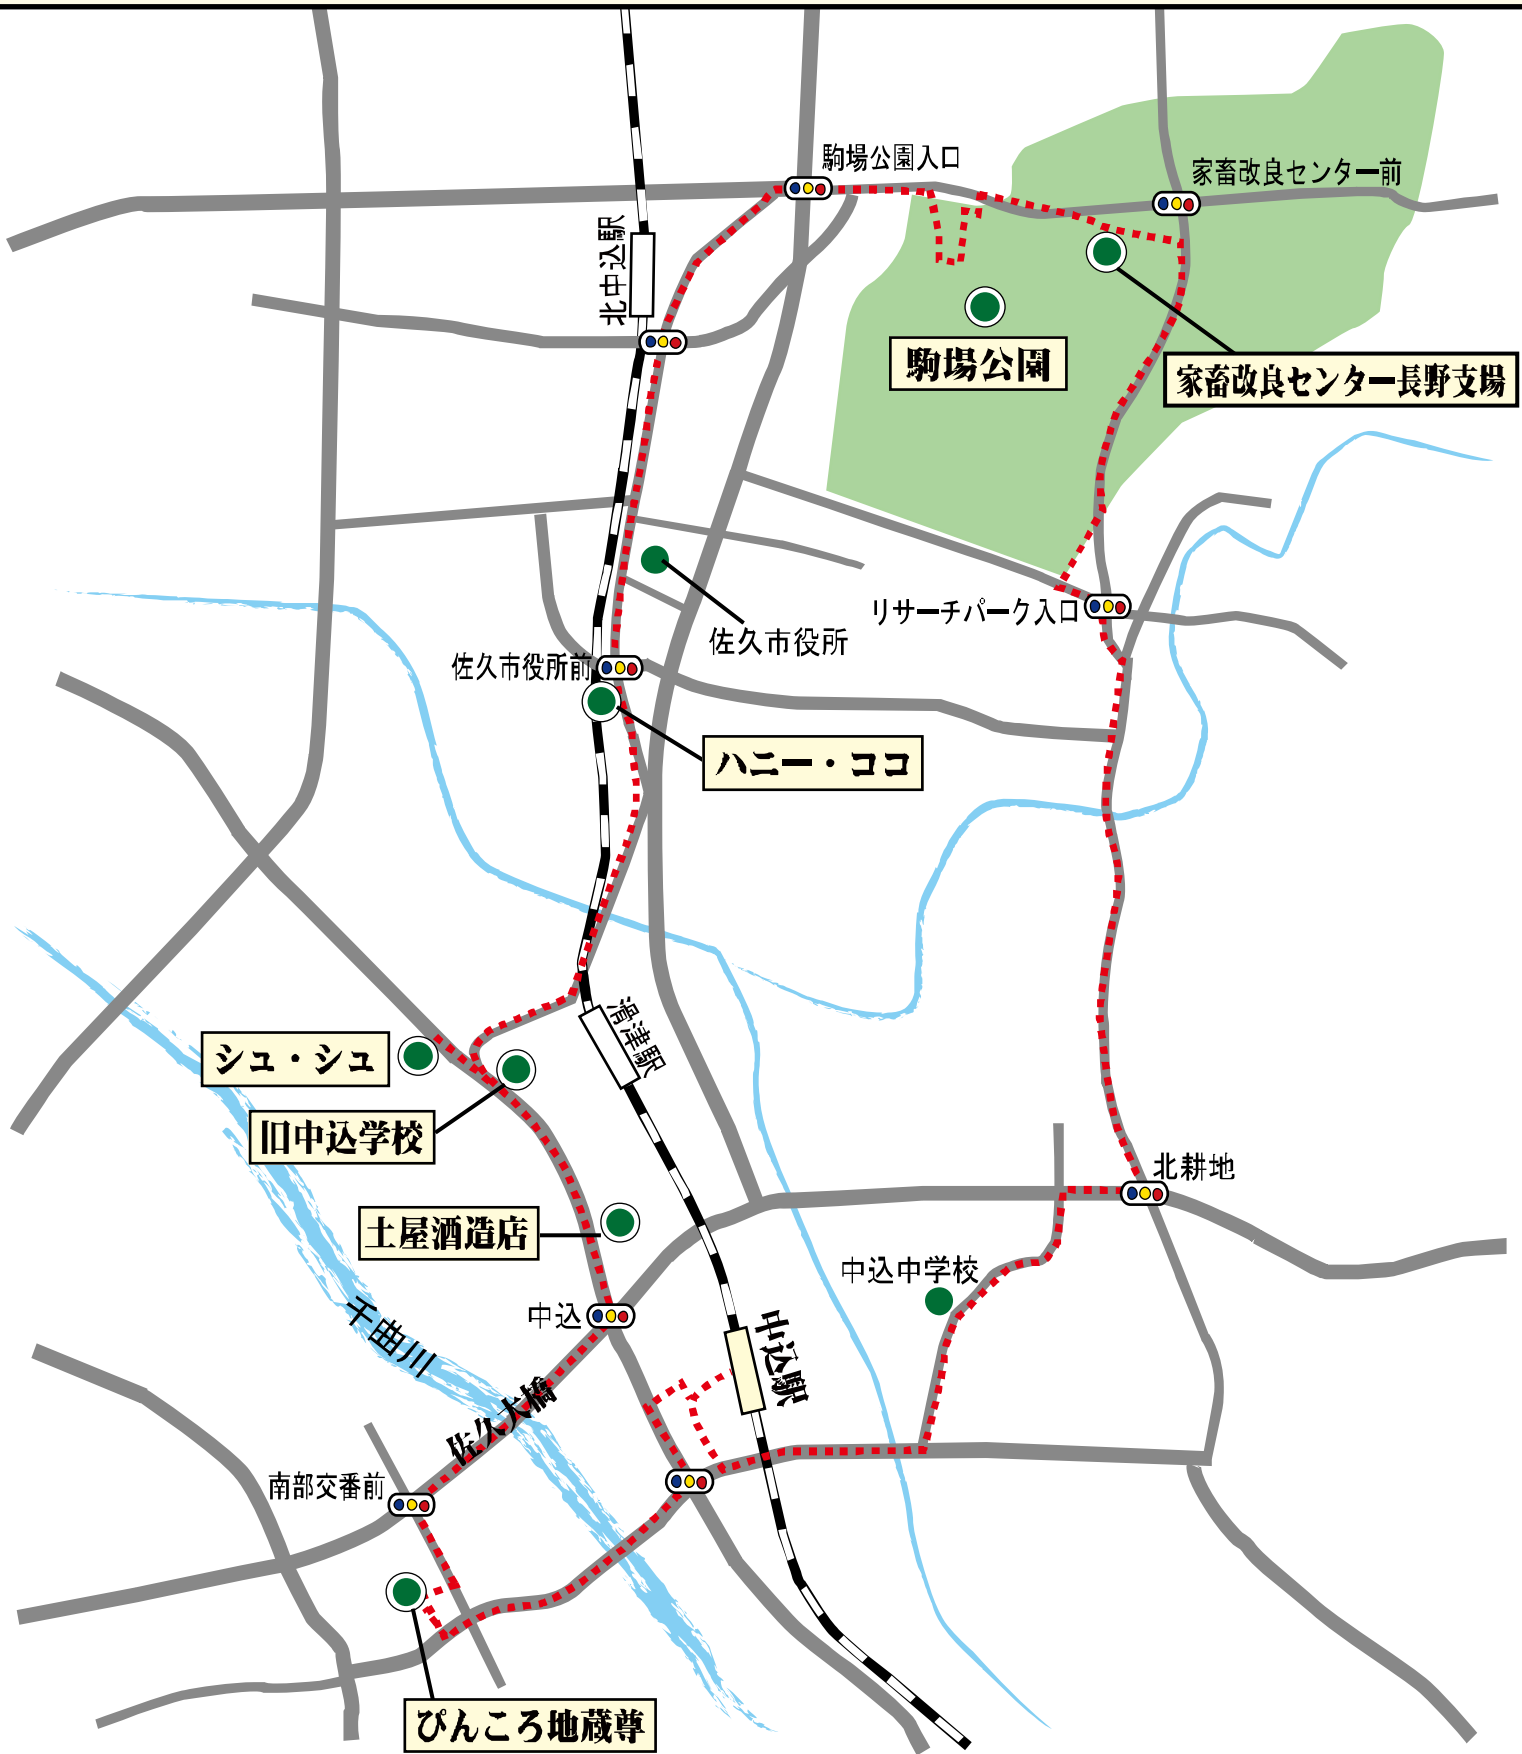 駒場公園入口
家畜改良センター前
北中込駅
駒場公園
家畜改良センター長野支場
リサーチパーク入口
佐久市役所
佐久市役所前
ハニー・ココ
滑津駅
シュ・シュ
旧中込学校
北耕地
土屋酒造店
中込中学校
中込
千曲川
中込駅
佐久大橋
南部交番前
ぴんころ地蔵尊